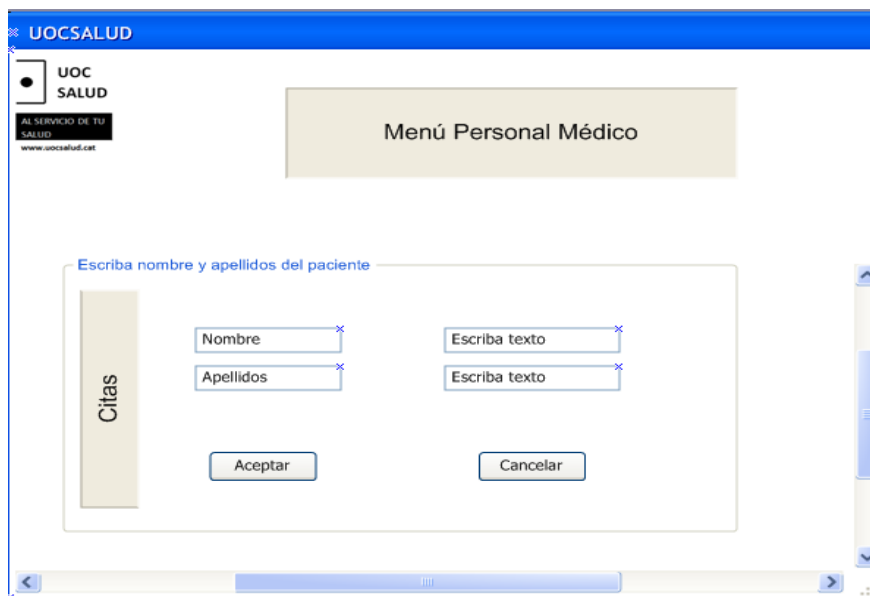 UOCSALUD
UOC
SALUD
AL SERVICIO DE TU
SALUD
www.uocsalud.cat
Menú Personal Médico
Escriba nombre y apellidos del paciente
Citas
Nombre
Escriba texto
Apellidos
Escriba texto
Aceptar
Cancelar